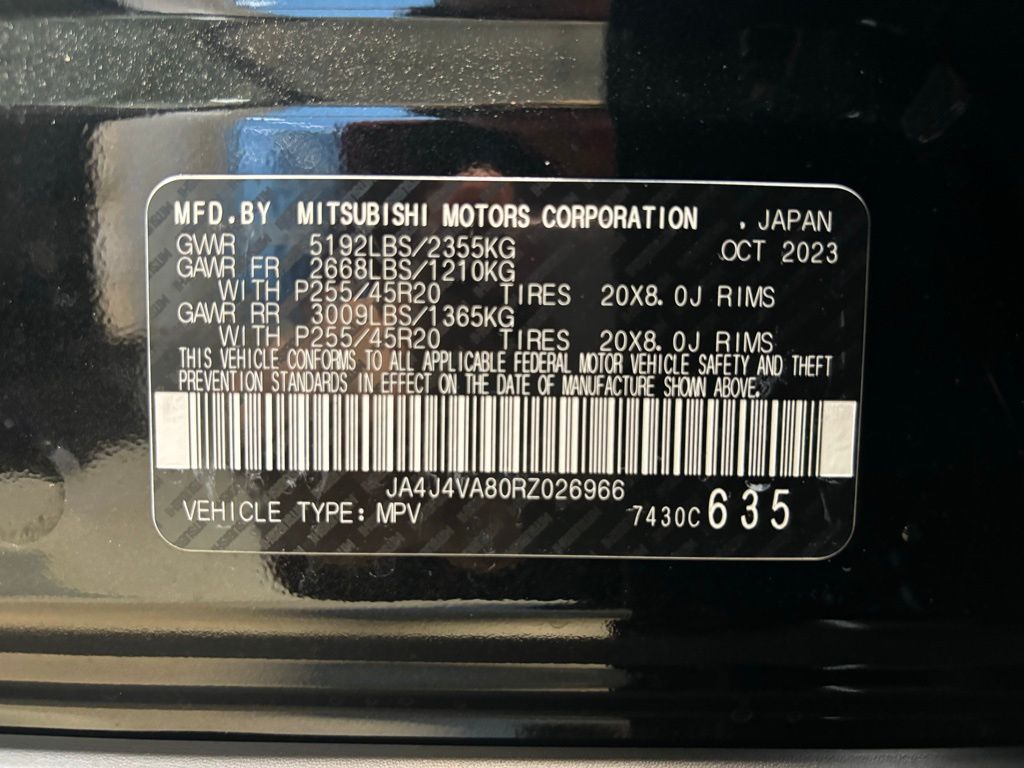 MFD.BY MITSUBISHI MOTORS CORPORATION . JAPAN
GVWR 5192LBS/2355KG OCT 2023
GAWR FR 2668LBS/1210KG
WITH P255/45R20 TIRES 20X8.0J RIMS
GAWR RR 3009LBS/1365KG
WITH P255/45R20 TIRES 20X8.0J RIMS
THIS VEHICLE CONFORMS TO ALL APPLICABLE FEDERAL MOTOR VEHICLE SAFETY AND THEFT
PREVENTION STANDARDS IN EFFECT ON THE DATE OF MANUFACTURE SHOWN ABOVE.
JA4J4VA80RZ026966
VEHICLE TYPE: MPV 7430C 635